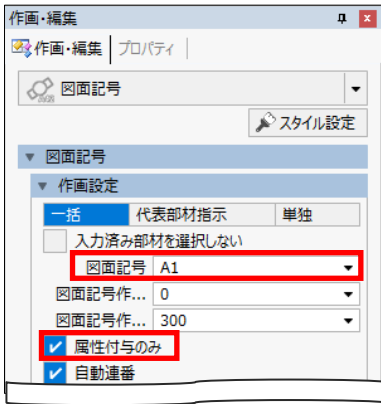 作画・編集
作画・編集 プロパティ
図面記号
スタイル設定
図面記号
作画設定
一括 代表部材指示 単独
入力済み部材を選択しない
図面記号 A1
図面記号作... 0
図面記号作... 300
属性付与のみ
自動連番